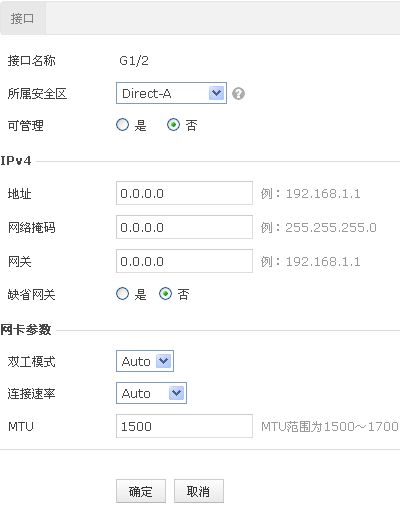 接口
接口名称 G1/2
所属安全区 Direct-A ?
可管理 是 否
IPv4
地址 0.0.0.0 例：192.168.1.1
网络掩码 0.0.0.0 例：255.255.255.0
网关 0.0.0.0 例：192.168.1.1
缺省网关 是 否
网卡参数
双工模式 Auto
连接速率 Auto
MTU 1500 MTU范围为1500～1700
确定 取消